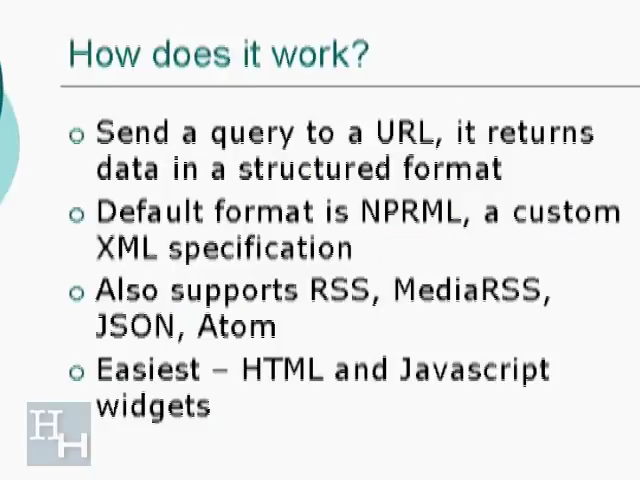 How does it work?
Send a query to a URL, it returns
data in a structured format
Default format is NPRML, a custom
XML specification
Also supports RSS, MediaRSS,
JSON, Atom
Easiest – HTML and Javascript
widgets
HH